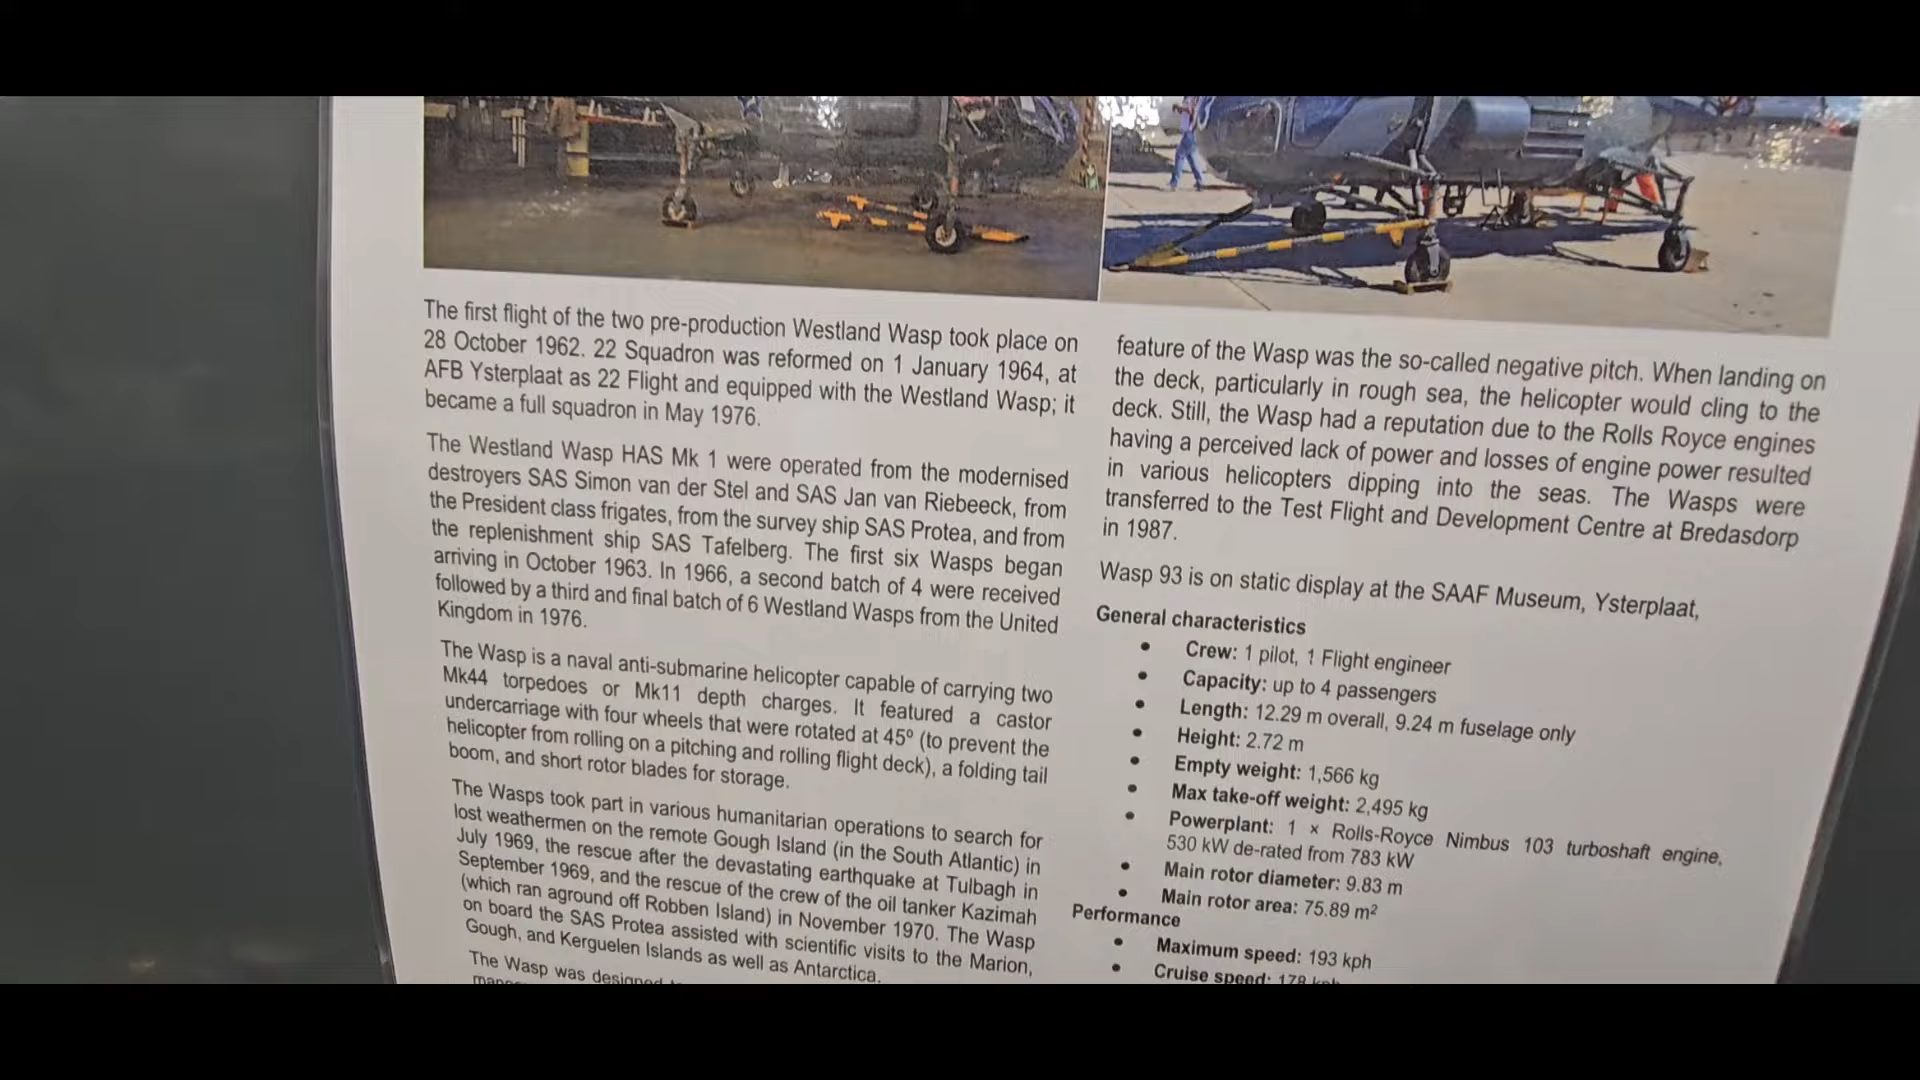 The first flight of the two pre-production Westland Wasp took place on
28 October 1962. 22 Squadron was reformed on 1 January 1964, at
AFB Ysterplaat as 22 Flight and equipped with the Westland Wasp; it
became a full squadron in May 1976.
The Westland Wasp HAS Mk 1 were operated from the modernised
destroyers SAS Simon van der Stel and SAS Jan van Riebeeck, from
the President class frigates, from the survey ship SAS Protea, and from
the replenishment ship SAS Tafelberg. The first six Wasps began
arriving in October 1963. In 1966, a second batch of 4 were received
followed by a third and final batch of 6 Westland Wasps from the United
Kingdom in 1976.
The Wasp is a naval anti-submarine helicopter capable of carrying two
Mk44 torpedoes or Mk11 depth charges. It featured a castor
undercarriage with four wheels that were rotated at 45º (to prevent the
helicopter from rolling on a pitching and rolling flight deck), a folding tail
boom, and short rotor blades for storage.
The Wasps took part in various humanitarian operations to search for
lost weathermen on the remote Gough Island (in the South Atlantic) in
July 1969, the rescue after the devastating earthquake at Tulbagh in
September 1969, and the rescue of the crew of the oil tanker Kazimah
(which ran aground off Robben Island) in November 1970. The Wasp
on board the SAS Protea assisted with scientific visits to the Marion,
Gough, and Kerguelen Islands as well as Antarctica.
The Wasp was designed
feature of the Wasp was the so-called negative pitch. When landing on
the deck, particularly in rough sea, the helicopter would cling to the
deck. Still, the Wasp had a reputation due to the Rolls Royce engines
having a perceived lack of power and losses of engine power resulted
in various helicopters dipping into the seas. The Wasps were
transferred to the Test Flight and Development Centre at Bredasdorp
in 1987.
Wasp 93 is on static display at the SAAF Museum, Ysterplaat,
General characteristics
• Crew: 1 pilot, 1 Flight engineer
• Capacity: up to 4 passengers
• Length: 12.29 m overall, 9.24 m fuselage only
• Height: 2.72 m
• Empty weight: 1,566 kg
• Max take-off weight: 2,495 kg
• Powerplant: 1 × Rolls-Royce Nimbus 103 turboshaft engine,
530 kW de-rated from 783 kW
• Main rotor diameter: 9.83 m
• Main rotor area: 75.89 m²
Performance
• Maximum speed: 193 kph
• Cruise speed: 178 kph